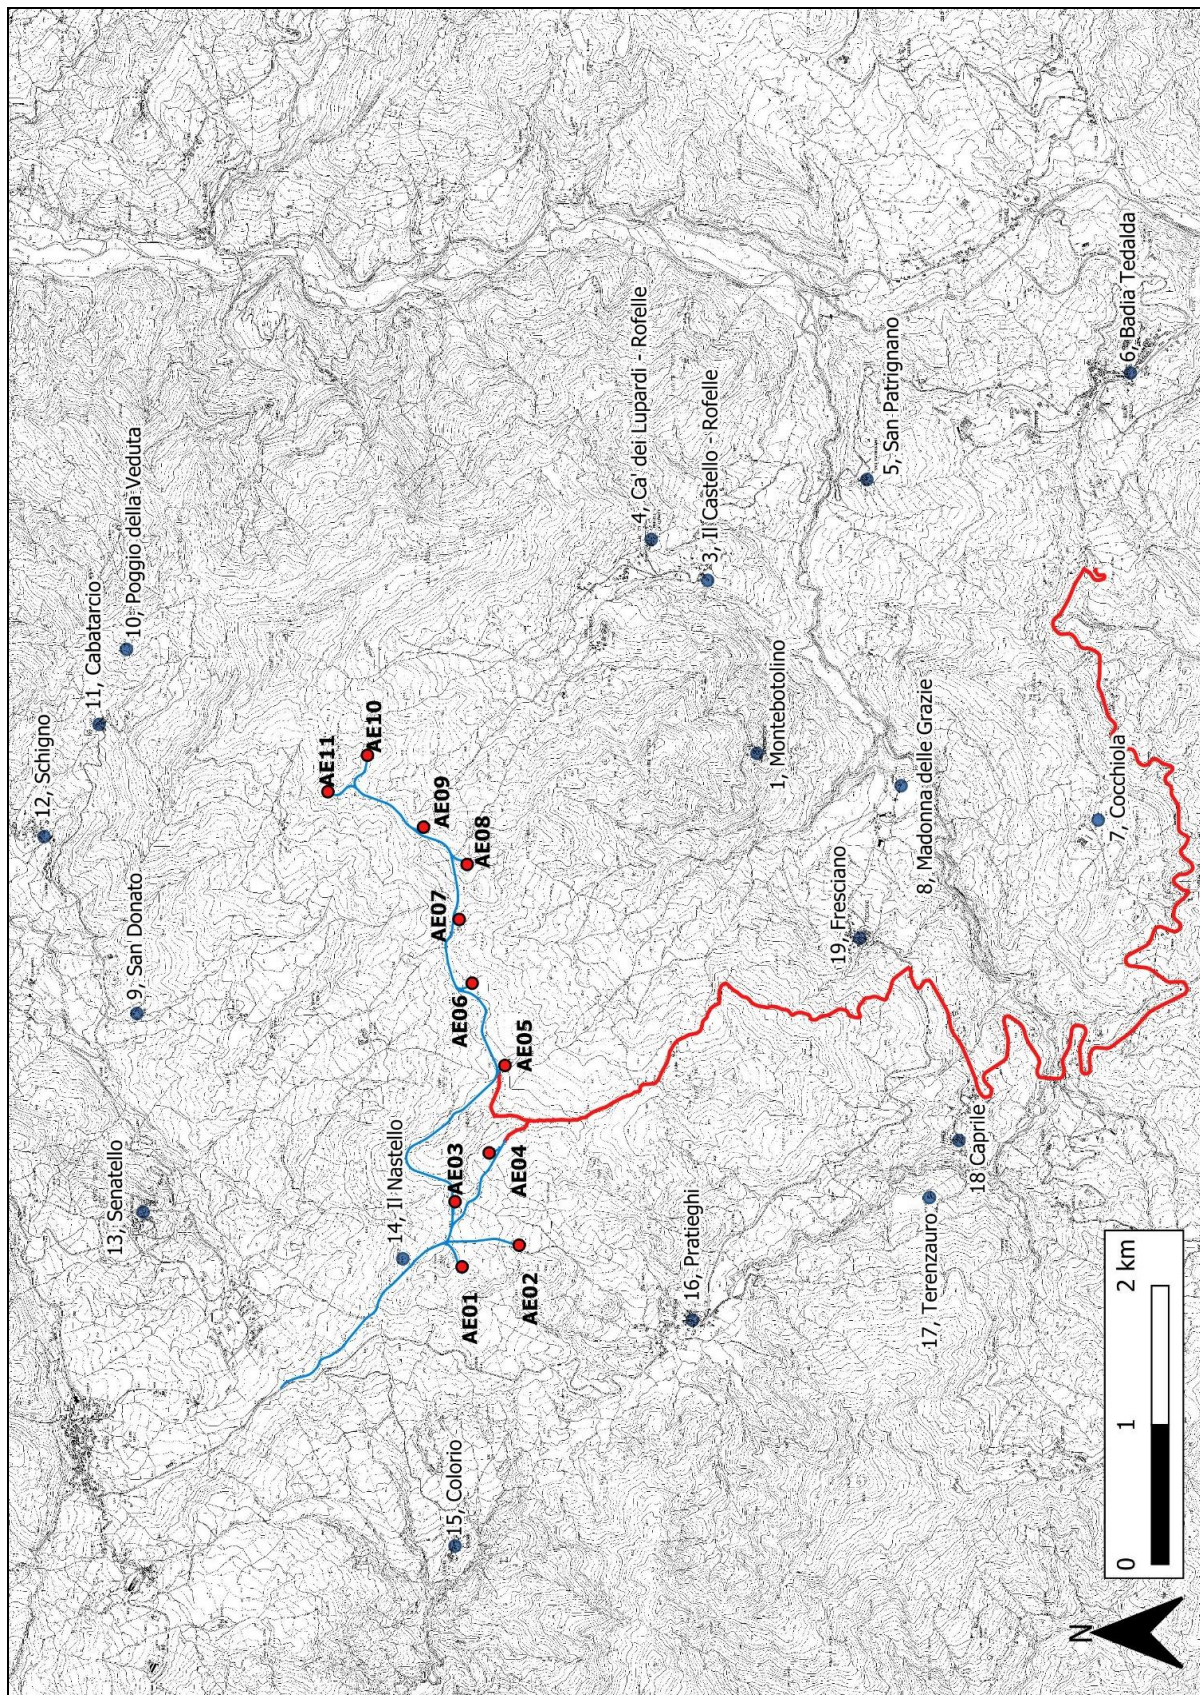 12, Schigno
11, Cabatarcio
10, Poggio della Veduta
9, San Donato
13, Senatello
14, Il Nastello
15, Colorio
AE11
AE10
AE09
AE08
AE07
AE06
AE05
AE03
AE04
AE01
AE02
4, Ca' dei Lupardi - Rofelle
3, Il Castello - Rofelle
16, Pratieghi
1, Montebotolino
5, San Patrignano
19, Fresciano
8, Madonna delle Grazie
17, Terenzauro
18 Caprile
7, Cocchiola
6, Badia Tedalda
N
0 1 2 km